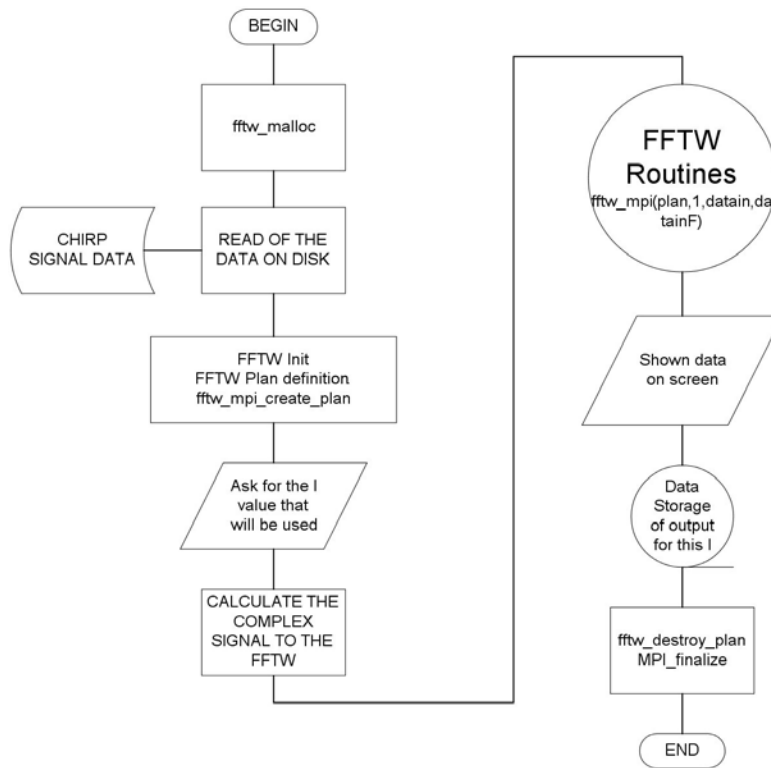 BEGIN
fftw_malloc
CHIRP
SIGNAL DATA
READ OF THE
DATA ON DISK
FFTW Init
FFTW Plan definition.
fftw_mpi_create_plan
Ask for the l
value that
will be used
CALCULATE THE
COMPLEX
SIGNAL TO THE
FFTW
FFTW
Routines
fftw_mpi(plan,1,datain,da
tainF)
Shown data
on screen
Data
Storage
of output
for this l
fftw_destroy_plan
MPI_finalize
END